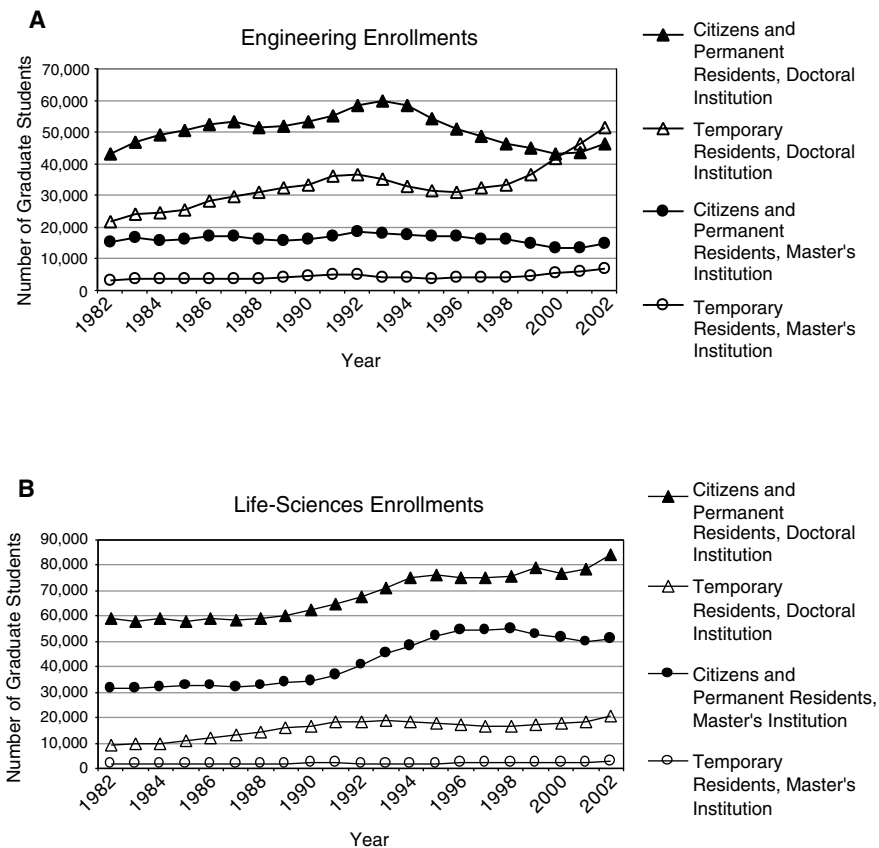 A
Engineering Enrollments
Number of Graduate Students
70,000
60,000
50,000
40,000
30,000
20,000
10,000
0
1982
1984
1986
1988
1990
1992
1994
1996
1998
2000
2002
Year
Citizens and
Permanent
Residents, Doctoral
Institution
Temporary
Residents, Doctoral
Institution
Citizens and
Permanent
Residents, Master's
Institution
Temporary
Residents, Master's
Institution
B
Life-Sciences Enrollments
Number of Graduate Students
90,000
80,000
70,000
60,000
50,000
40,000
30,000
20,000
10,000
0
1982
1984
1986
1988
1990
1992
1994
1996
1998
2000
2002
Year
Citizens and
Permanent
Residents, Doctoral
Institution
Temporary
Residents, Doctoral
Institution
Citizens and
Permanent Residents,
Master's Institution
Temporary
Residents, Master's
Institution